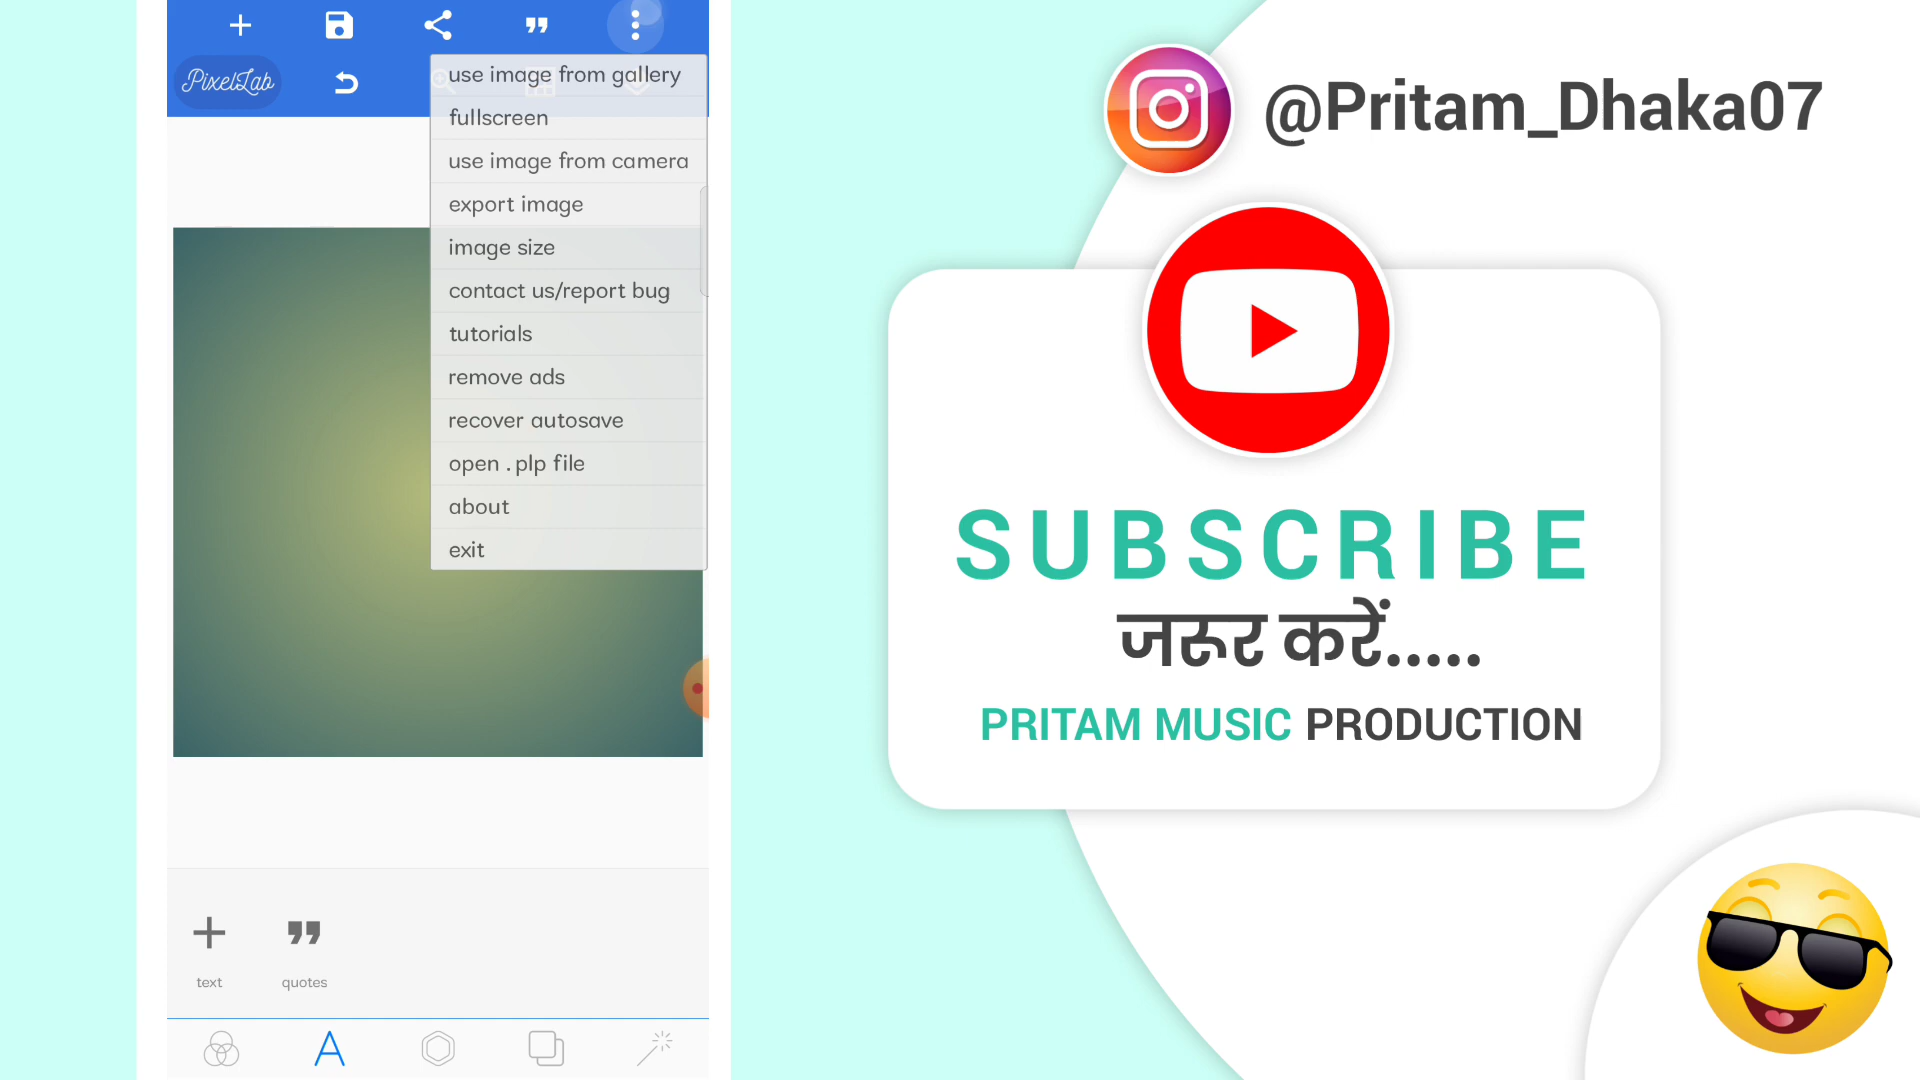 PixelLab
use image from gallery
fullscreen
use image from camera
export image
image size
contact us/report bug
tutorials
remove ads
recover autosave
open .plp file
about
exit
text
quotes
@Pritam_Dhaka07
SUBSCRIBE
जरूर करें.....
PRITAM MUSIC PRODUCTION